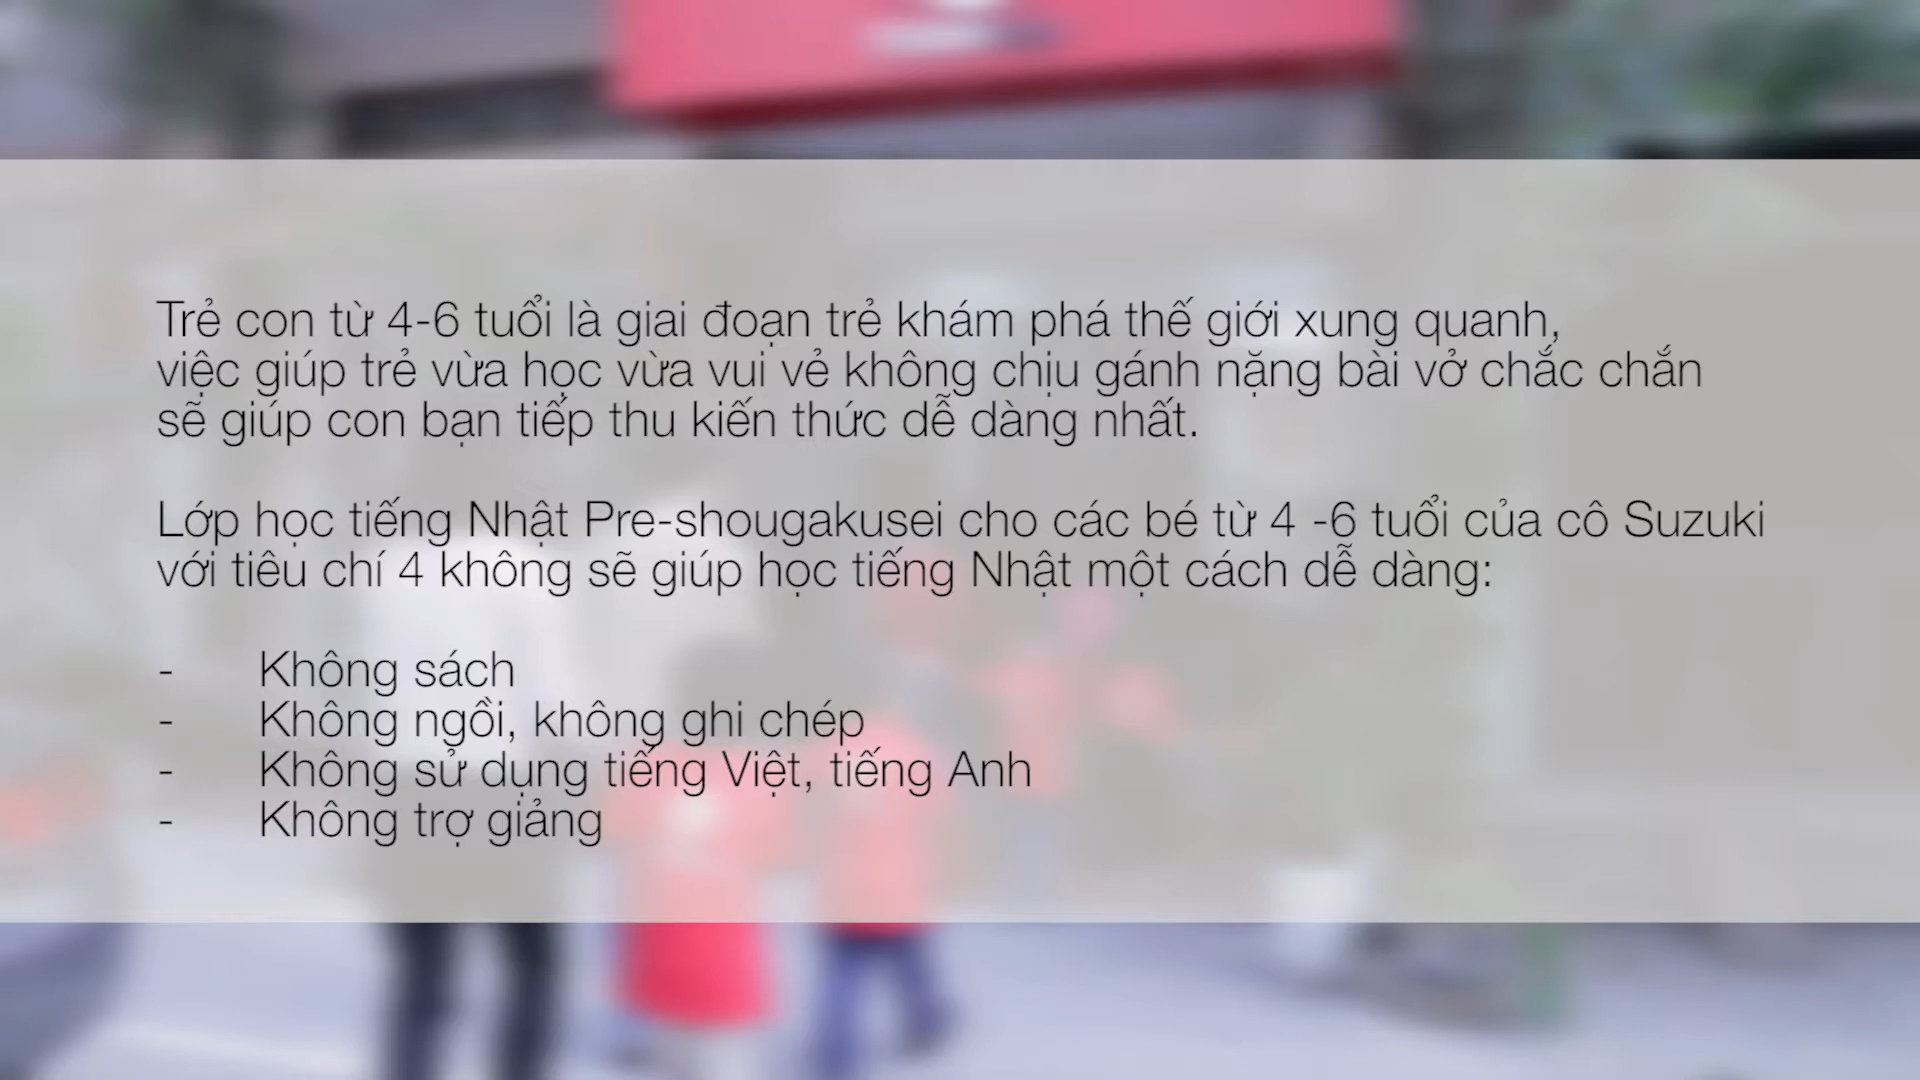 Trẻ con từ 4-6 tuổi là giai đoạn trẻ khám phá thế giới xung quanh,
việc giúp trẻ vừa học vừa vui vẻ không chịu gánh nặng bài vở chắc chắn
sẽ giúp con bạn tiếp thu kiến thức dễ dàng nhất.
Lớp học tiếng Nhật Pre-shougakusei cho các bé từ 4 -6 tuổi của cô Suzuki
với tiêu chí 4 không sẽ giúp học tiếng Nhật một cách dễ dàng:
- Không sách
- Không ngồi, không ghi chép
- Không sử dụng tiếng Việt, tiếng Anh
- Không trợ giảng